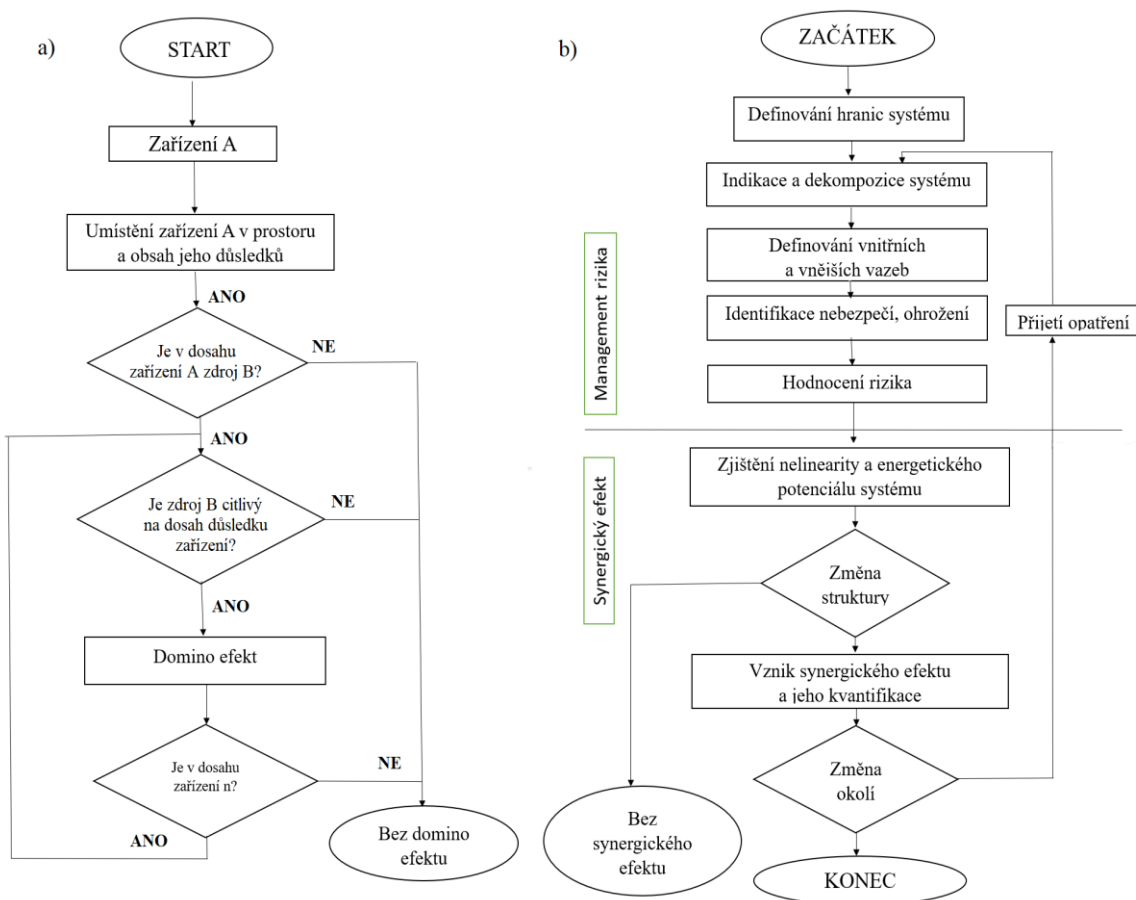 a)
START
Zařízení A
Umístění zařízení A v prostoru
a obsah jeho důsledků
ANO
Je v dosahu
zařízení A zdroj B?
NE
ANO
Je zdroj B citlivý
na dosah důsledku
zařízení?
NE
ANO
Domino efekt
Je v dosahu
zařízení n?
NE
ANO
Bez domino
efektu
b)
ZAČÁTEK
Definování hranic systému
Indikace a dekompozice systému
Management rizika
Definování vnitřních
a vnějších vazeb
Identifikace nebezpečí, ohrožení
Přijetí opatření
Hodnocení rizika
Synergický efekt
Zjištění nelinearity a energetického
potenciálu systému
Změna
struktury
Vznik synergického efektu
a jeho kvantifikace
Změna
okolí
Bez
synergického
efektu
KONEC